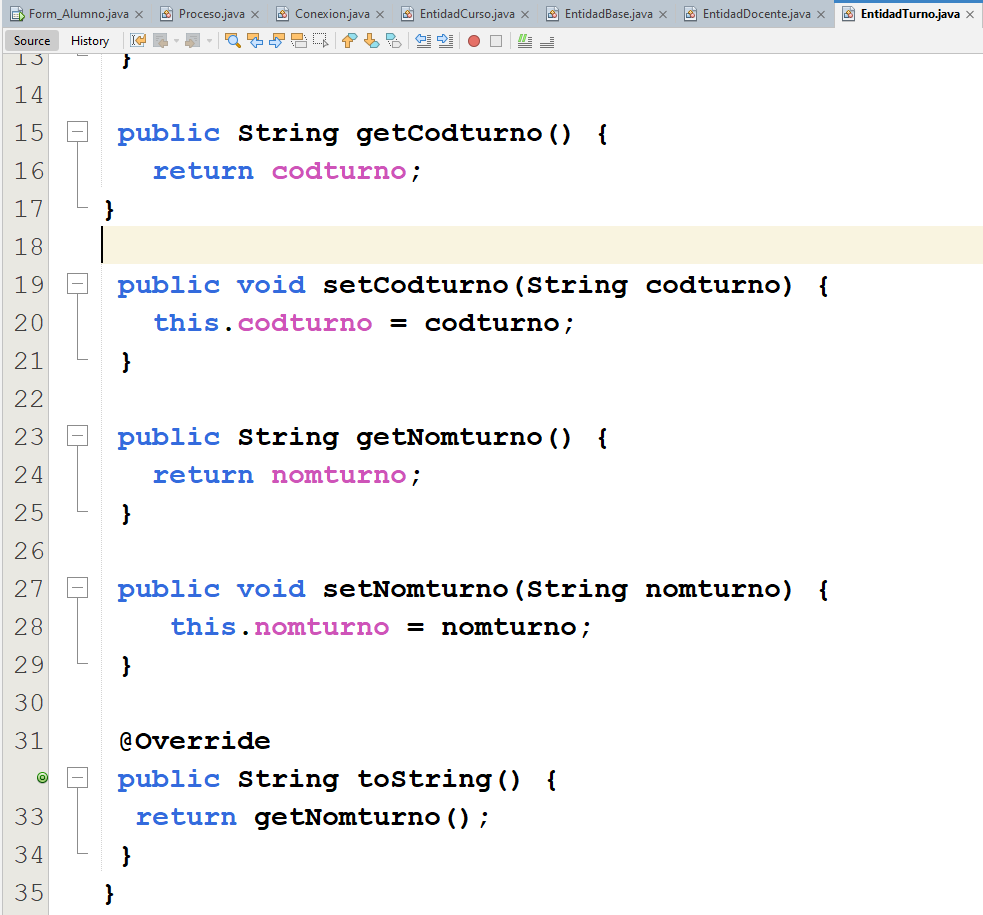 Form_Alumno.java Proceso.java Conexion.java EntidadCurso.java EntidadBase.java EntidadDocente.java EntidadTurno.java
Source History
13 }
14
15 public String getCodturno() {
16 return codturno;
17 }
18
19 public void setCodturno(String codturno) {
20 this.codturno = codturno;
21 }
22
23 public String getNomturno() {
24 return nomturno;
25 }
26
27 public void setNomturno(String nomturno) {
28 this.nomturno = nomturno;
29 }
30
31 @Override
public String toString() {
33 return getNomturno();
34 }
35 }